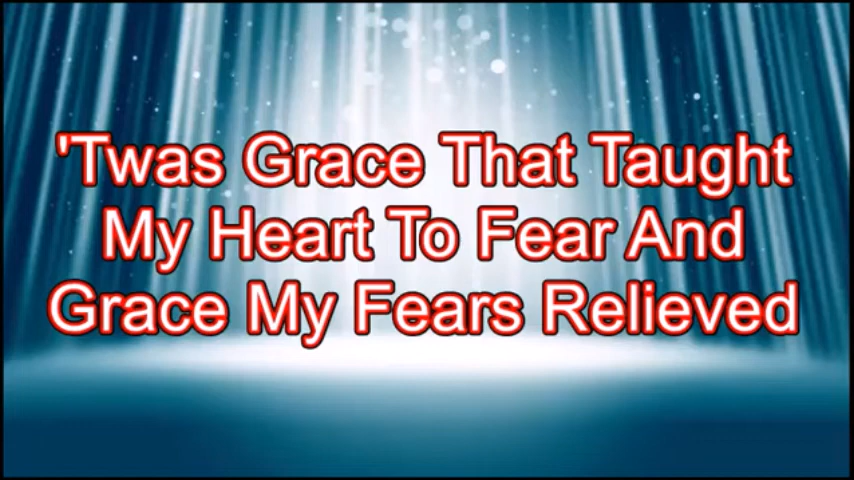 'Twas Grace That Taught
My Heart To Fear And
Grace My Fears Relieved